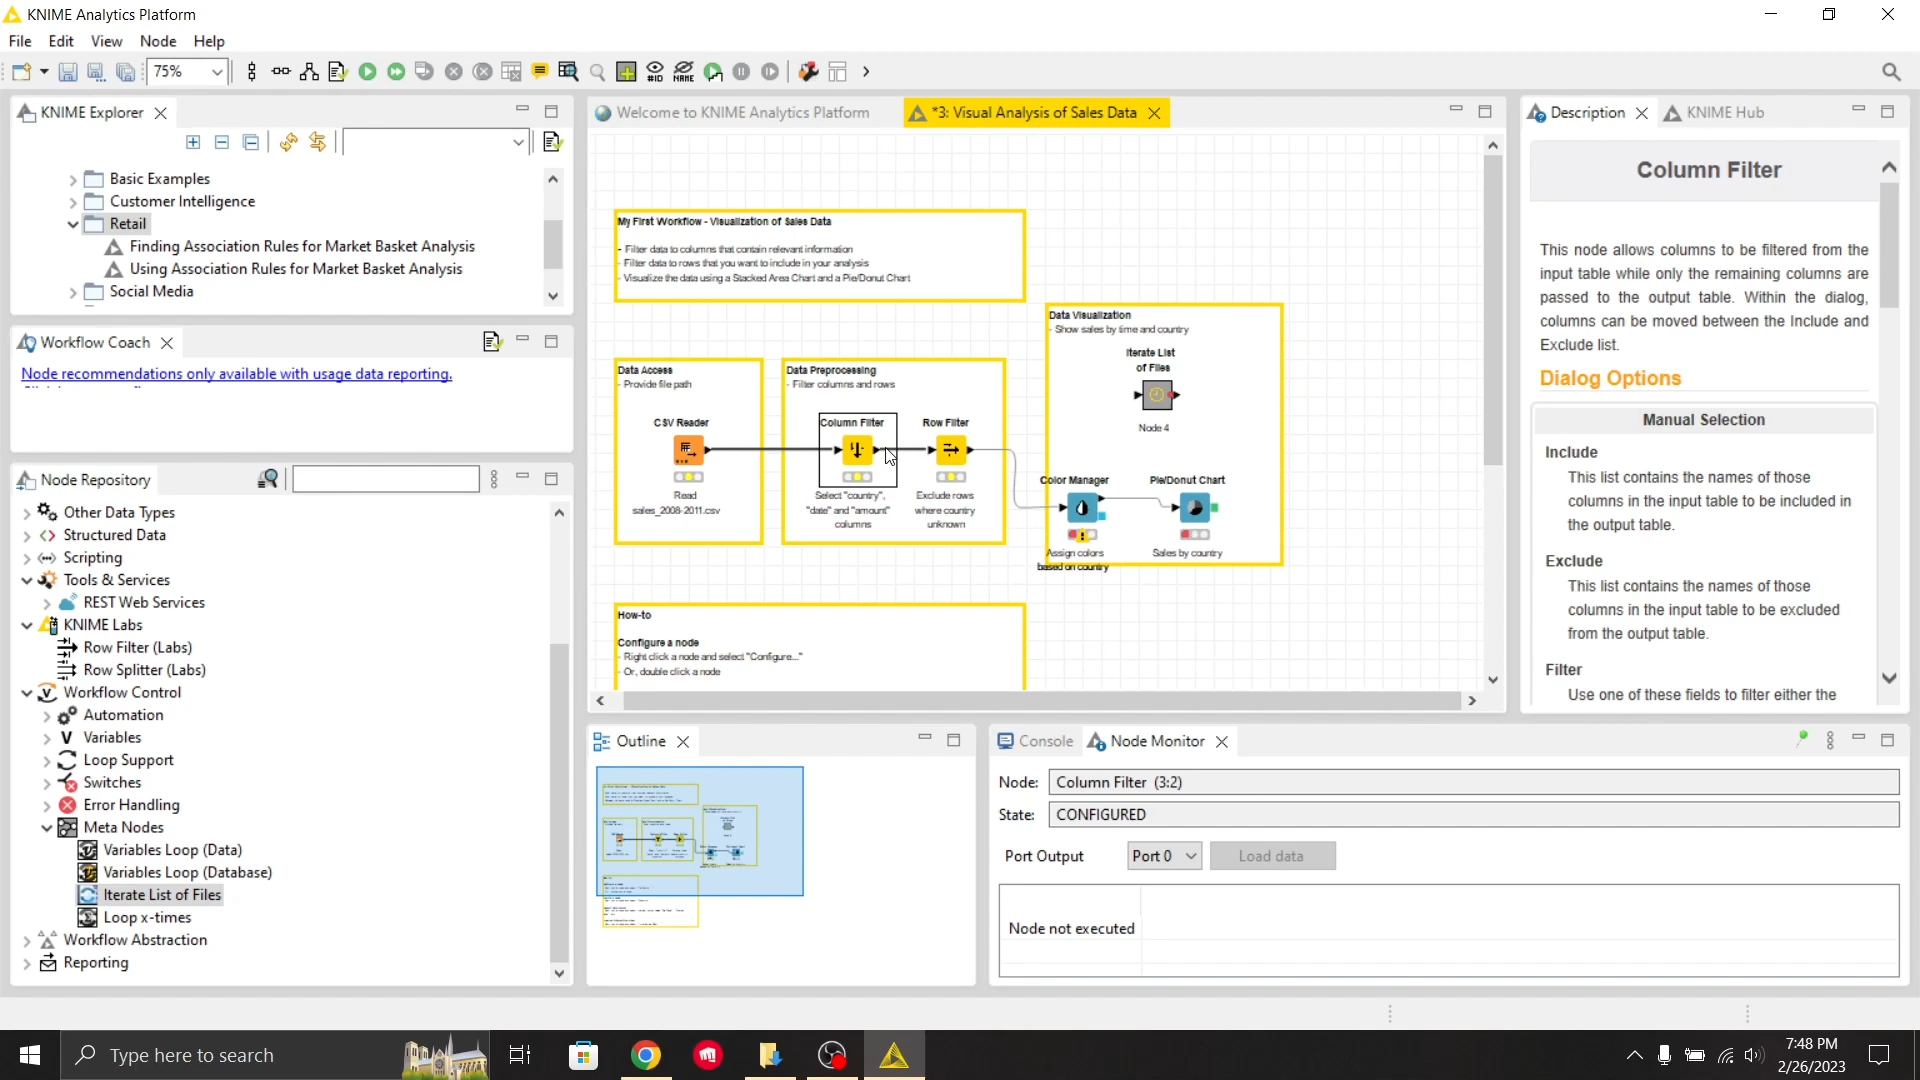 KNIME Analytics Platform
File Edit View Node Help
75%
#ID
NAME
KNIME Explorer
Basic Examples
Customer Intelligence
Retail
Finding Association Rules for Market Basket Analysis
Using Association Rules for Market Basket Analysis
Social Media
Workflow Coach
Node recommendations only available with usage data reporting.
Node Repository
Other Data Types
Structured Data
Scripting
Tools & Services
REST Web Services
KNIME Labs
Row Filter (Labs)
Row Splitter (Labs)
Workflow Control
Automation
Variables
Loop Support
Switches
Error Handling
Meta Nodes
Variables Loop (Data)
Variables Loop (Database)
Iterate List of Files
Loop x-times
Workflow Abstraction
Reporting
Welcome to KNIME Analytics Platform
*3: Visual Analysis of Sales Data
My First Workflow - Visualization of Sales Data
- Filter data to columns that contain relevant information
- Filter data to rows that you want to include in your analysis
- Visualize the data using a Stacked Area Chart and a Pie/Donut Chart
Data Access
- Provide file path
CSV Reader
Read
sales_2008-2011.csv
Data Preprocessing
- Filter columns and rows
Column Filter
Select "country",
"date" and "amount"
columns
Row Filter
Exclude rows
where country
unknown
Data Visualization
- Show sales by time and country
Iterate List
of Files
Node 4
Color Manager
Assign colors
based on country
Pie/Donut Chart
Sales by country
How-to
Configure a node
- Right click a node and select "Configure..."
- Or, double click a node
Outline
Console
Node Monitor
Node: Column Filter (3:2)
State: CONFIGURED
Port Output Port 0 Load data
Node not executed
Description
KNIME Hub
Column Filter
This node allows columns to be filtered from the
input table while only the remaining columns are
passed to the output table. Within the dialog,
columns can be moved between the Include and
Exclude list.
Dialog Options
Manual Selection
Include
This list contains the names of those
columns in the input table to be included in
the output table.
Exclude
This list contains the names of those
columns in the input table to be excluded
from the output table.
Filter
Use one of these fields to filter either the
Type here to search
7:48 PM
2/26/2023